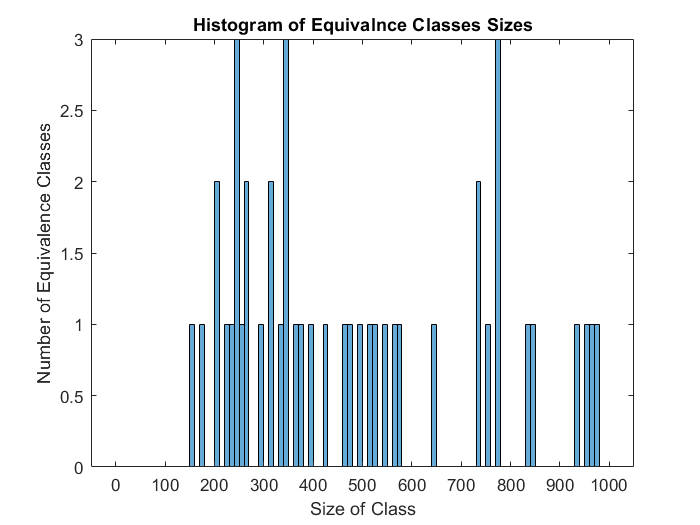 Histogram of Equivalnce Classes Sizes
3
2.5
2
1.5
1
0.5
0
Number of Equivalence Classes
0 100 200 300 400 500 600 700 800 900 1000
Size of Class